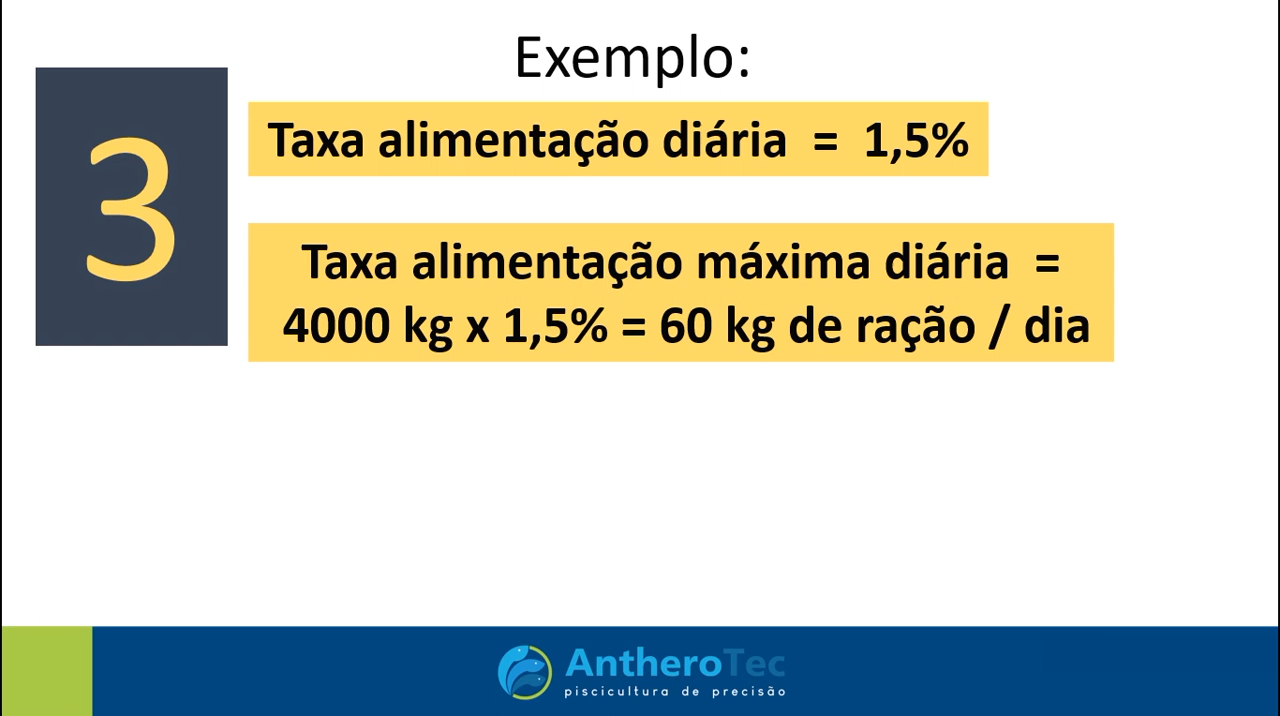 Exemplo:
3
Taxa alimentação diária = 1,5%
Taxa alimentação máxima diária =
4000 kg x 1,5% = 60 kg de ração / dia
AntheroTec
piscicultura de precisão